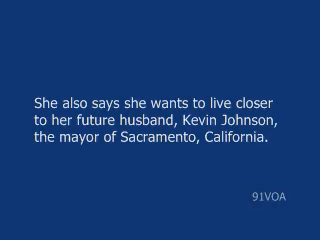 She also says she wants to live closer
to her future husband, Kevin Johnson,
the mayor of Sacramento, California.
91VOA